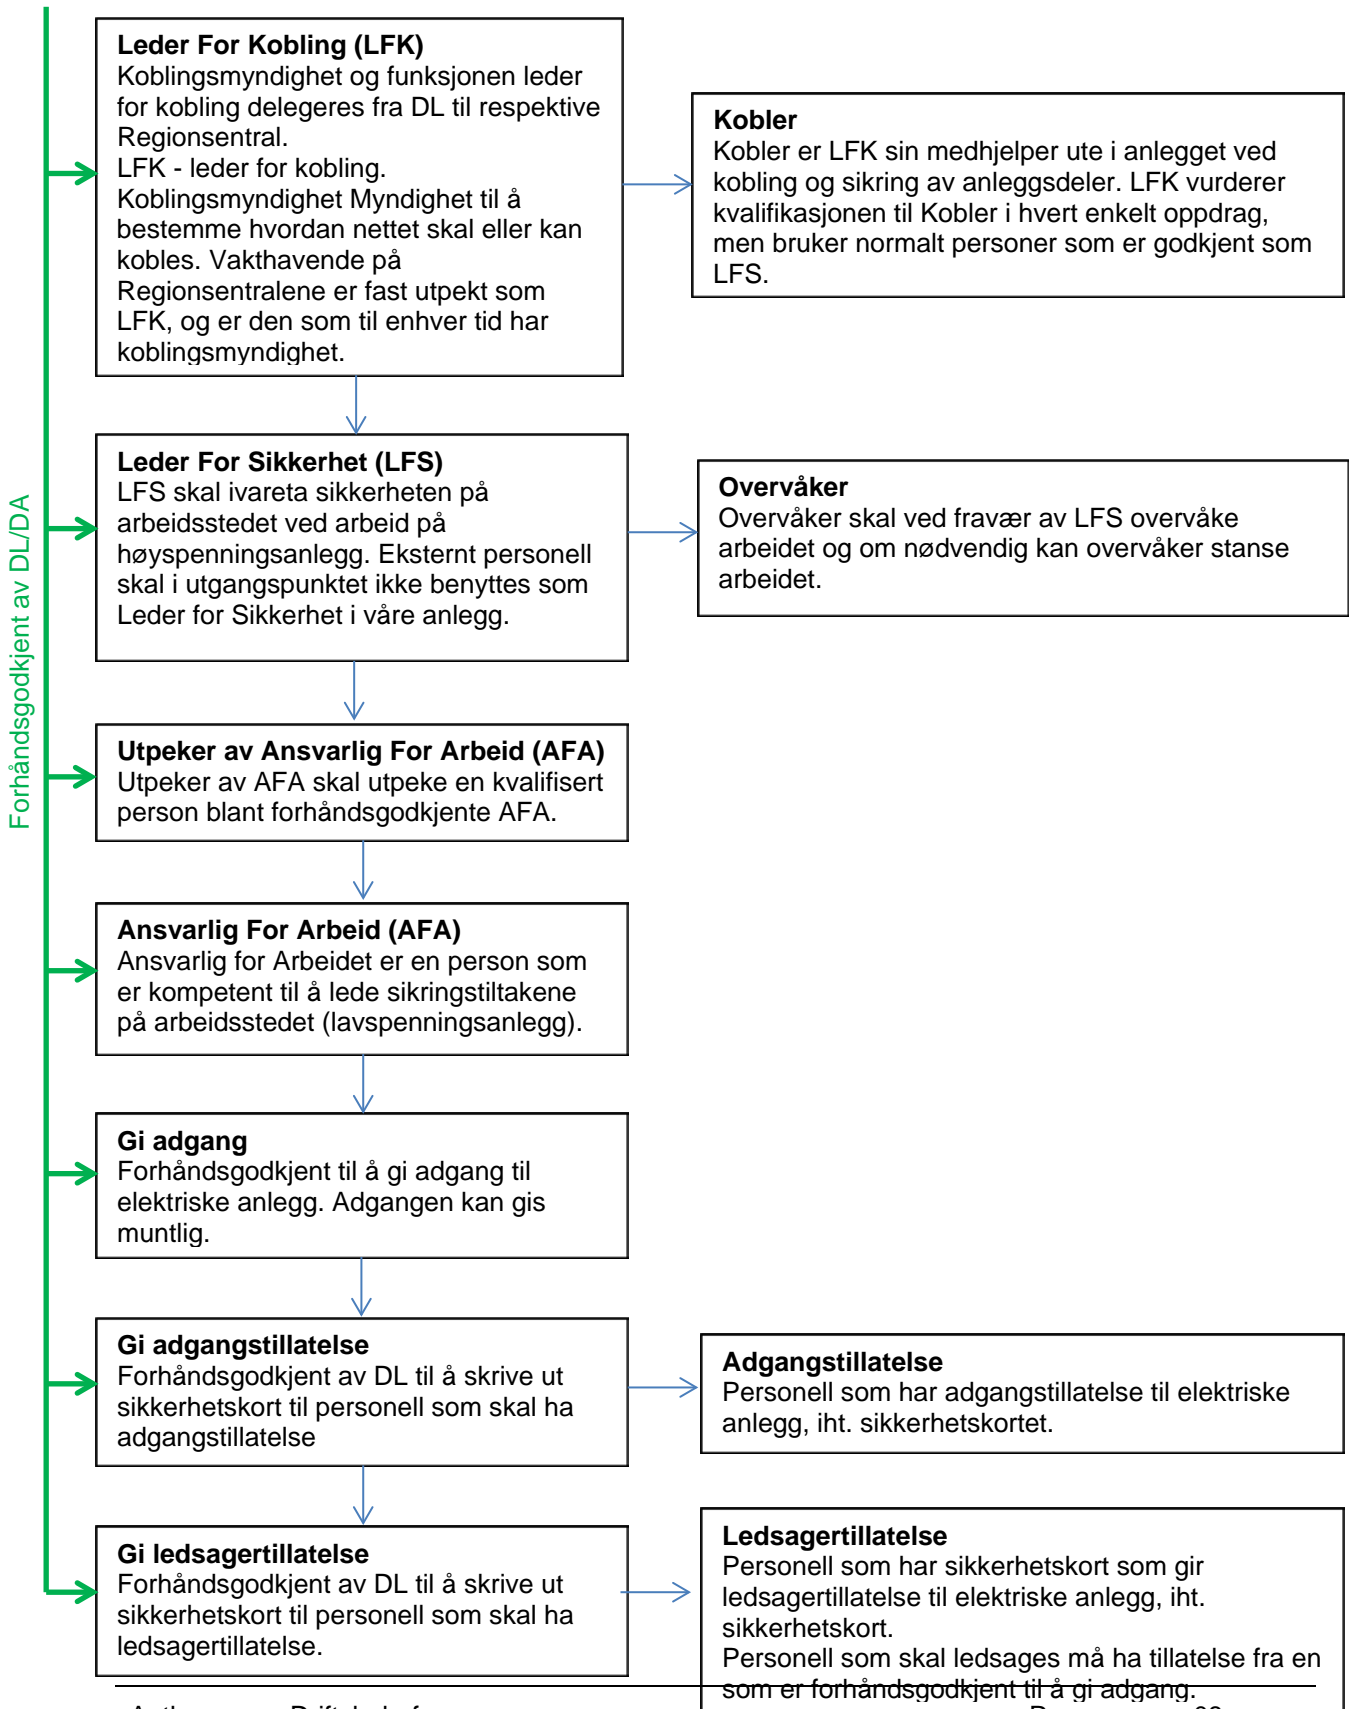 Forhåndsgodkjent av DL/DA
Leder For Kobling (LFK)
Koblingsmyndighet og funksjonen leder
for kobling delegeres fra DL til respektive
Regionsentral.
LFK - leder for kobling.
Koblingsmyndighet Myndighet til å
bestemme hvordan nettet skal eller kan
kobles. Vakthavende på
Regionsentralene er fast utpekt som
LFK, og er den som til enhver tid har
koblingsmyndighet.
Kobler
Kobler er LFK sin medhjelper ute i anlegget ved
kobling og sikring av anleggsdeler. LFK vurderer
kvalifikasjonen til Kobler i hvert enkelt oppdrag,
men bruker normalt personer som er godkjent som
LFS.
Leder For Sikkerhet (LFS)
LFS skal ivareta sikkerheten på
arbeidsstedet ved arbeid på
høyspenningsanlegg. Eksternt personell
skal i utgangspunktet ikke benyttes som
Leder for Sikkerhet i våre anlegg.
Overvåker
Overvåker skal ved fravær av LFS overvåke
arbeidet og om nødvendig kan overvåker stanse
arbeidet.
Utpeker av Ansvarlig For Arbeid (AFA)
Utpeker av AFA skal utpeke en kvalifisert
person blant forhåndsgodkjente AFA.
Ansvarlig For Arbeid (AFA)
Ansvarlig for Arbeidet er en person som
er kompetent til å lede sikringstiltakene
på arbeidsstedet (lavspenningsanlegg).
Gi adgang
Forhåndsgodkjent til å gi adgang til
elektriske anlegg. Adgangen kan gis
muntlig.
Gi adgangstillatelse
Forhåndsgodkjent av DL til å skrive ut
sikkerhetskort til personell som skal ha
adgangstillatelse
Adgangstillatelse
Personell som har adgangstillatelse til elektriske
anlegg, iht. sikkerhetskortet.
Gi ledsagertillatelse
Forhåndsgodkjent av DL til å skrive ut
sikkerhetskort til personell som skal ha
ledsagertillatelse.
Ledsagertillatelse
Personell som har sikkerhetskort som gir
ledsagertillatelse til elektriske anlegg, iht.
sikkerhetskort.
Personell som skal ledsages må ha tillatelse fra en
som er forhåndsgodkjent til å gi adgang.